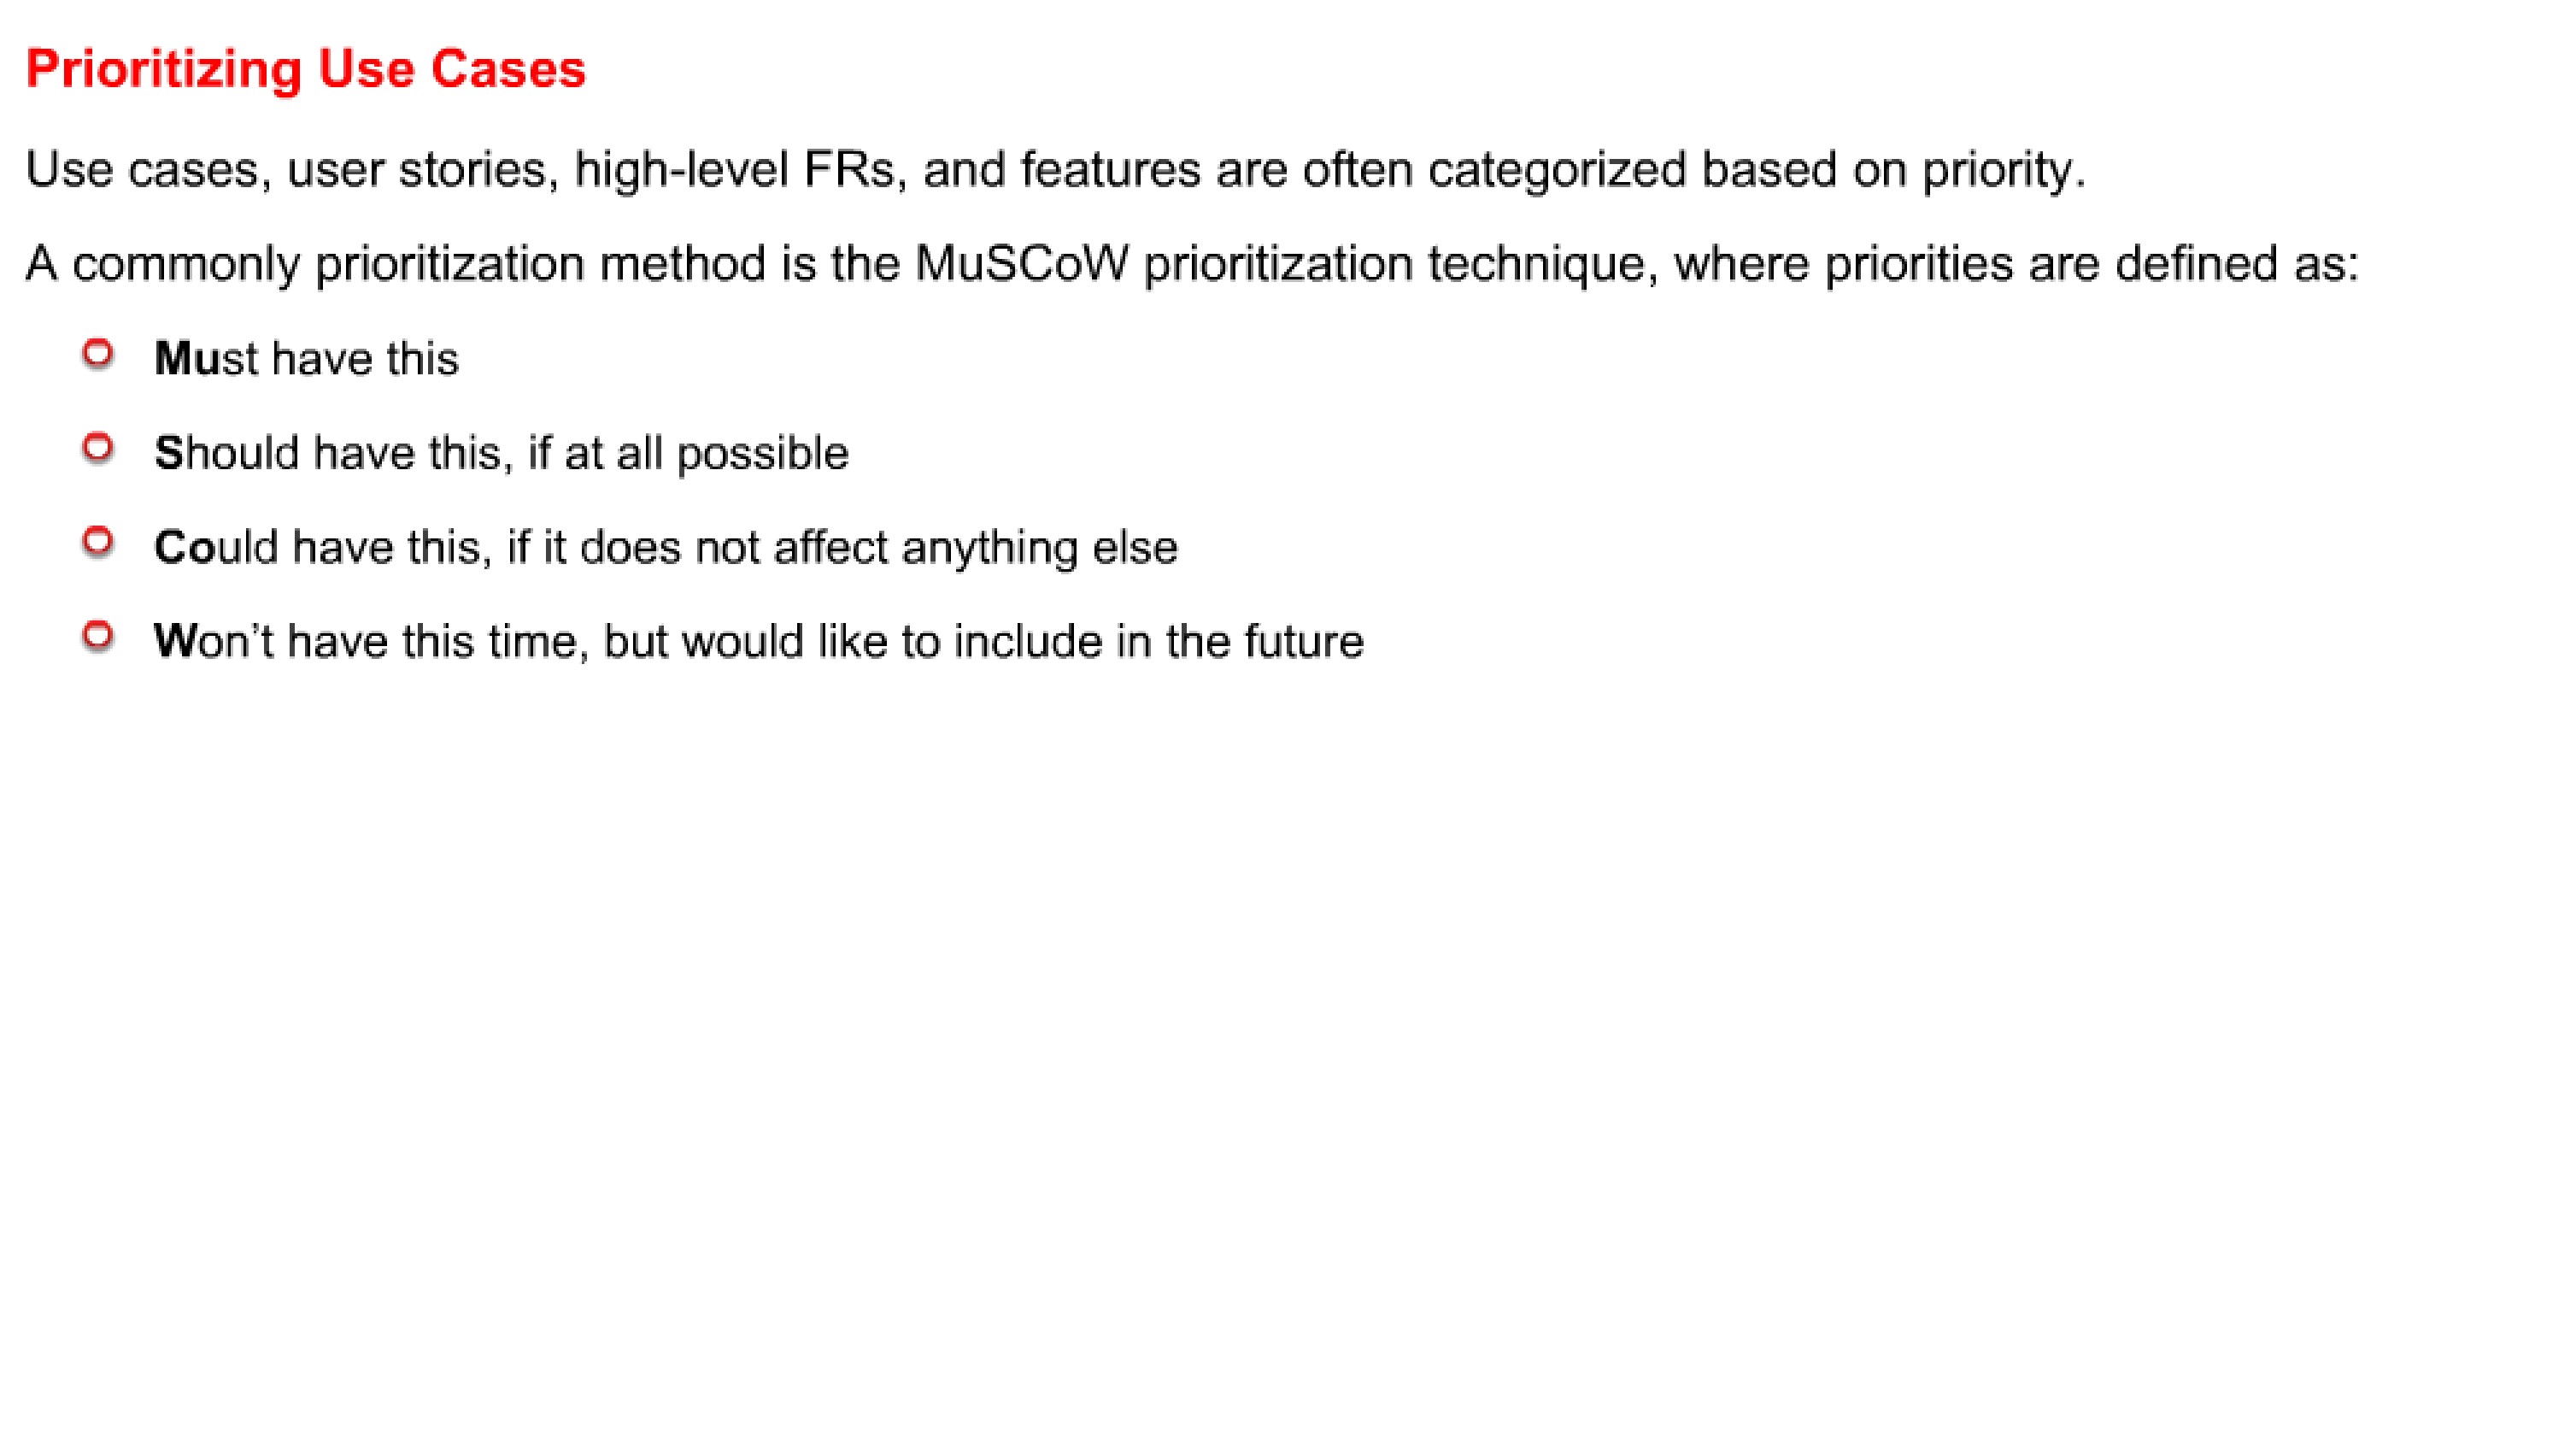 Prioritizing Use Cases
Use cases, user stories, high-level FRs, and features are often categorized based on priority.
A commonly prioritization method is the MuSCoW prioritization technique, where priorities are defined as:
Must have this
Should have this, if at all possible
Could have this, if it does not affect anything else
Won’t have this time, but would like to include in the future